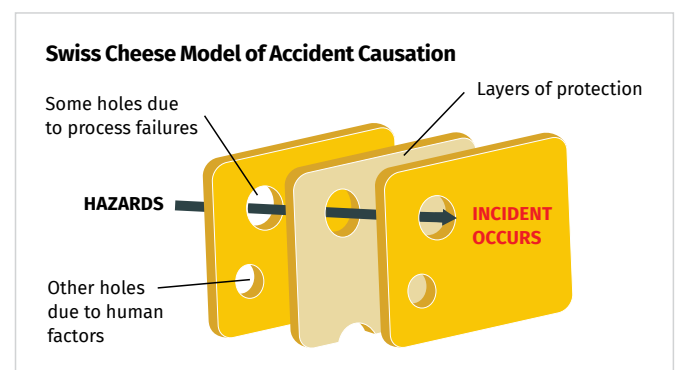 Swiss Cheese Model of Accident Causation
Some holes due
to process failures
Layers of protection
HAZARDS
INCIDENT
OCCURS
Other holes
due to human
factors